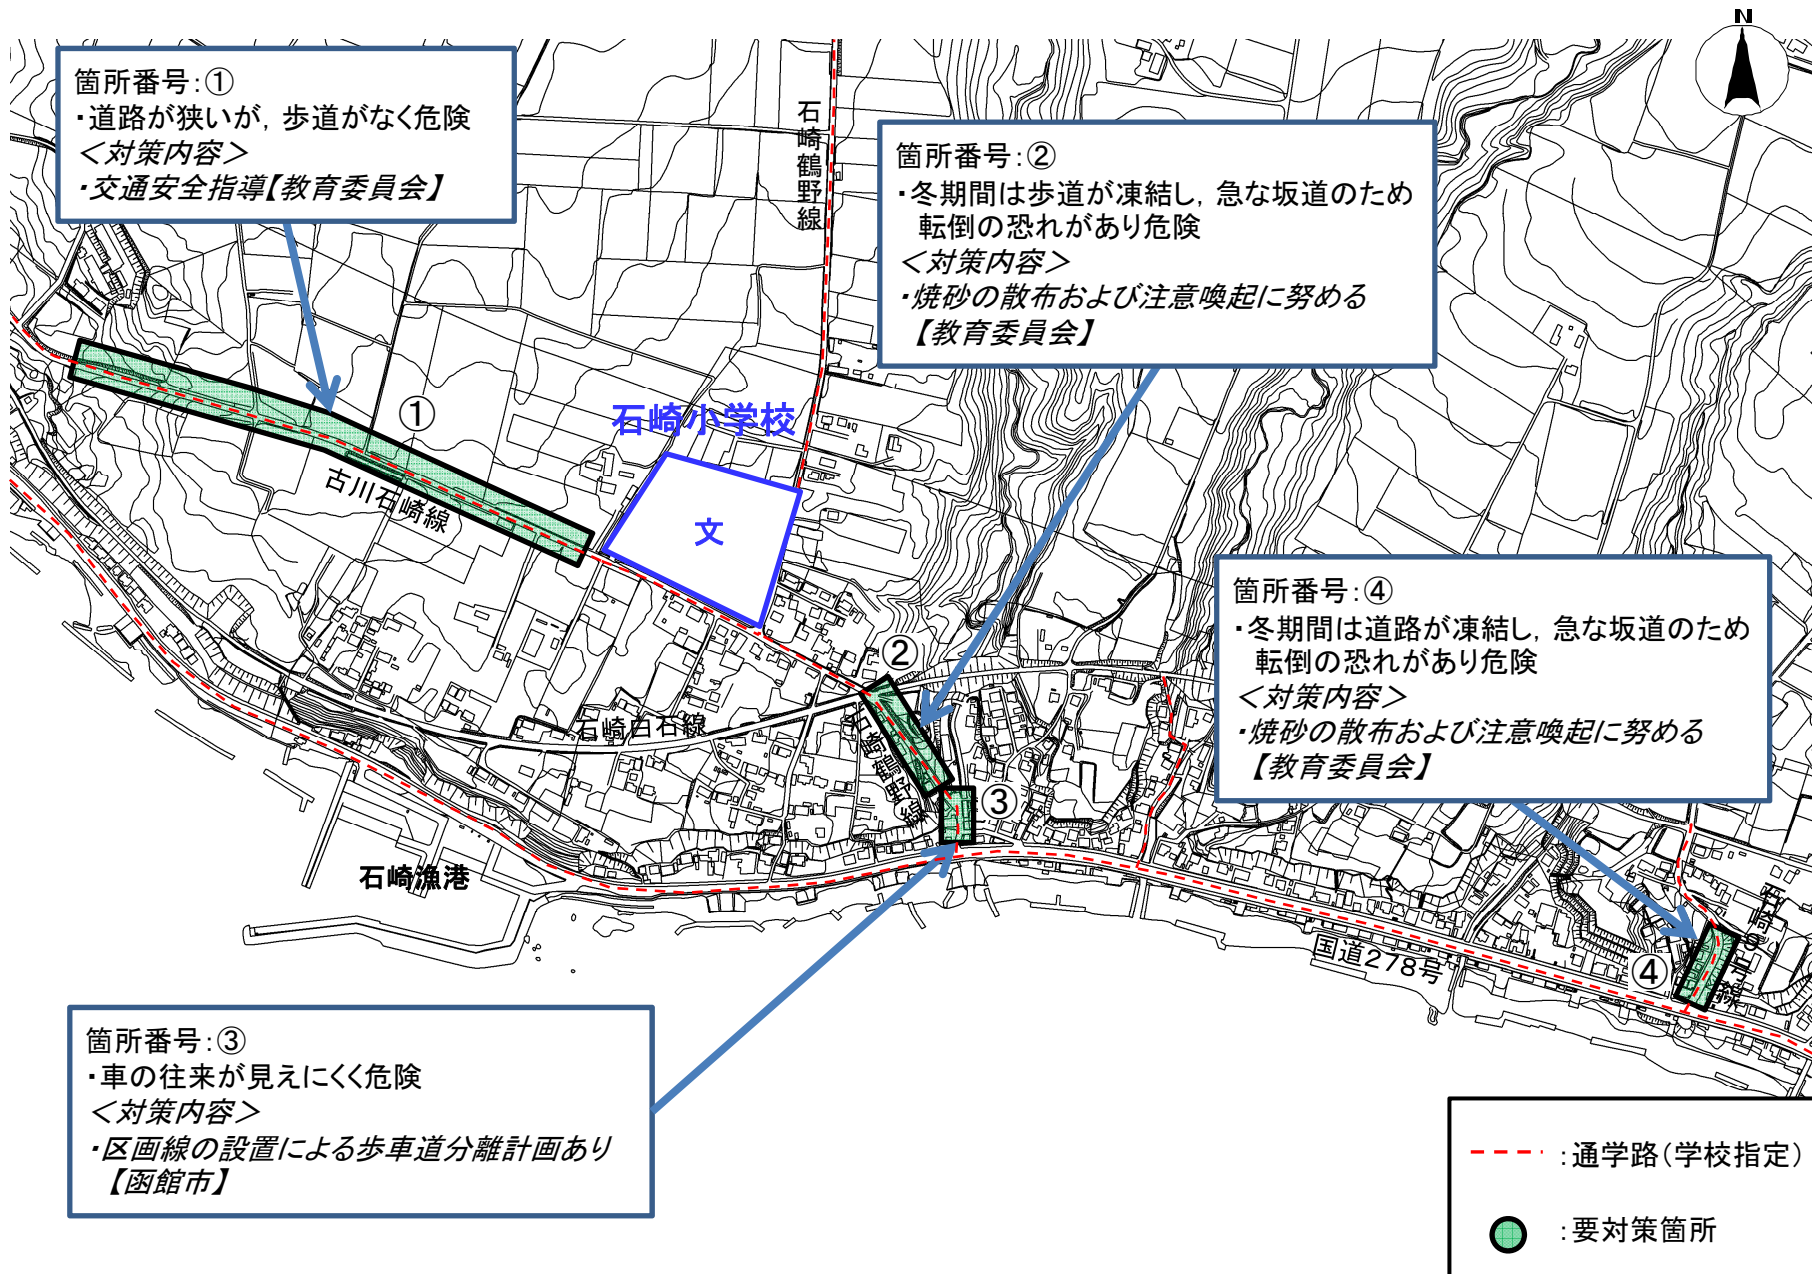 N
箇所番号:①
・道路が狭いが, 歩道がなく危険
＜対策内容＞
・交通安全指導【教育委員会】
石崎鶴野線
箇所番号:②
・冬期間は歩道が凍結し, 急な坂道のため
転倒の恐れがあり危険
＜対策内容＞
・焼砂の散布および注意喚起に努める
【教育委員会】
①
石崎小学校
古川石崎線
文
箇所番号:④
・冬期間は道路が凍結し, 急な坂道のため
転倒の恐れがあり危険
＜対策内容＞
・焼砂の散布および注意喚起に努める
【教育委員会】
②
石崎白石線
石崎鶴野線
③
石崎漁港
国道278号
④
石崎9号線
箇所番号:③
・車の往来が見えにくく危険
＜対策内容＞
・区画線の設置による歩車道分離計画あり
【函館市】
:通学路(学校指定)
:要対策箇所